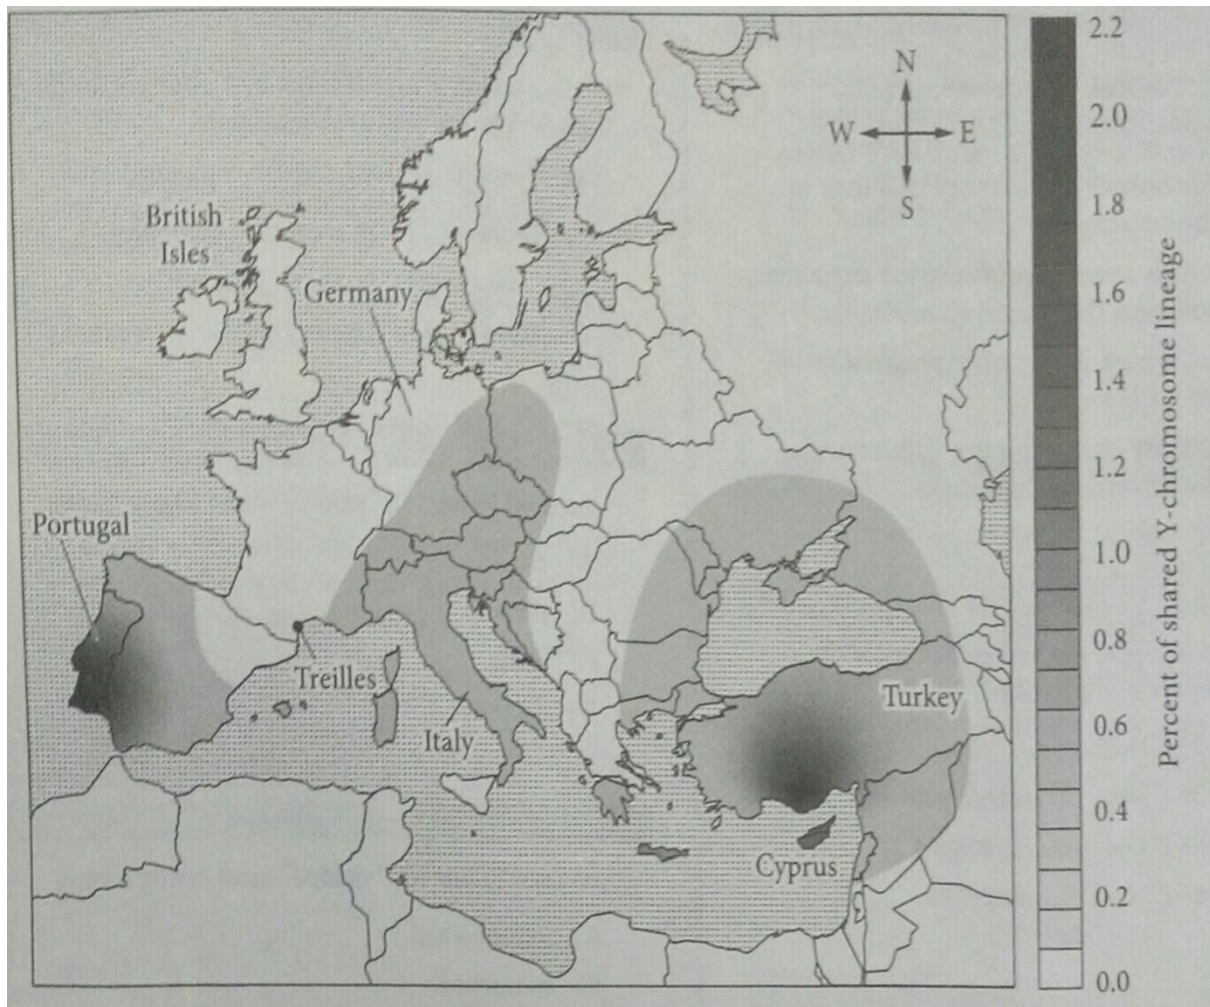 British
Isles
Germany
Portugal
Treilles
Italy
Turkey
Cyprus
N
W
E
S
2.2
2.0
1.8
1.6
1.4
1.2
1.0
0.8
0.6
0.4
0.2
0.0
Percent of shared Y-chromosome lineage